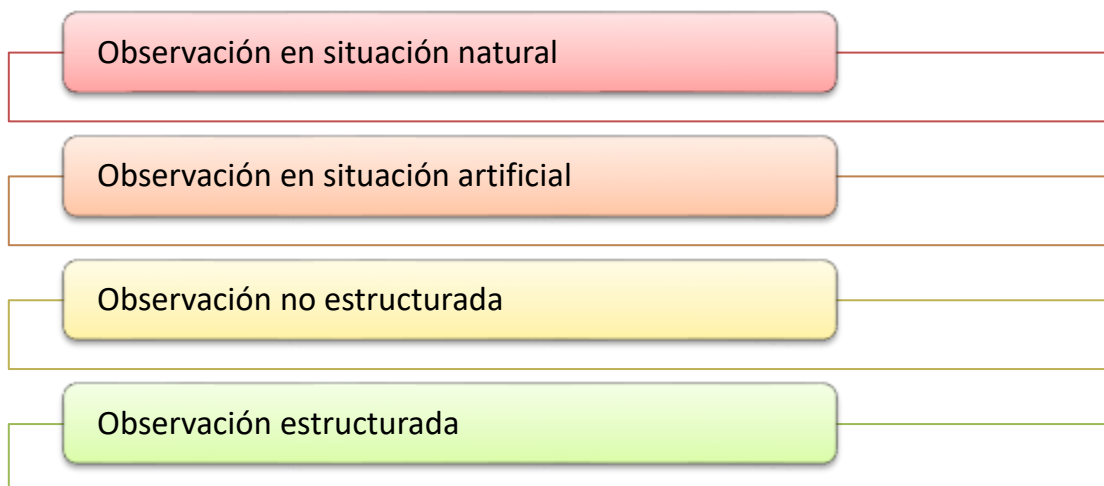 Observación en situación natural
Observación en situación artificial
Observación no estructurada
Observación estructurada